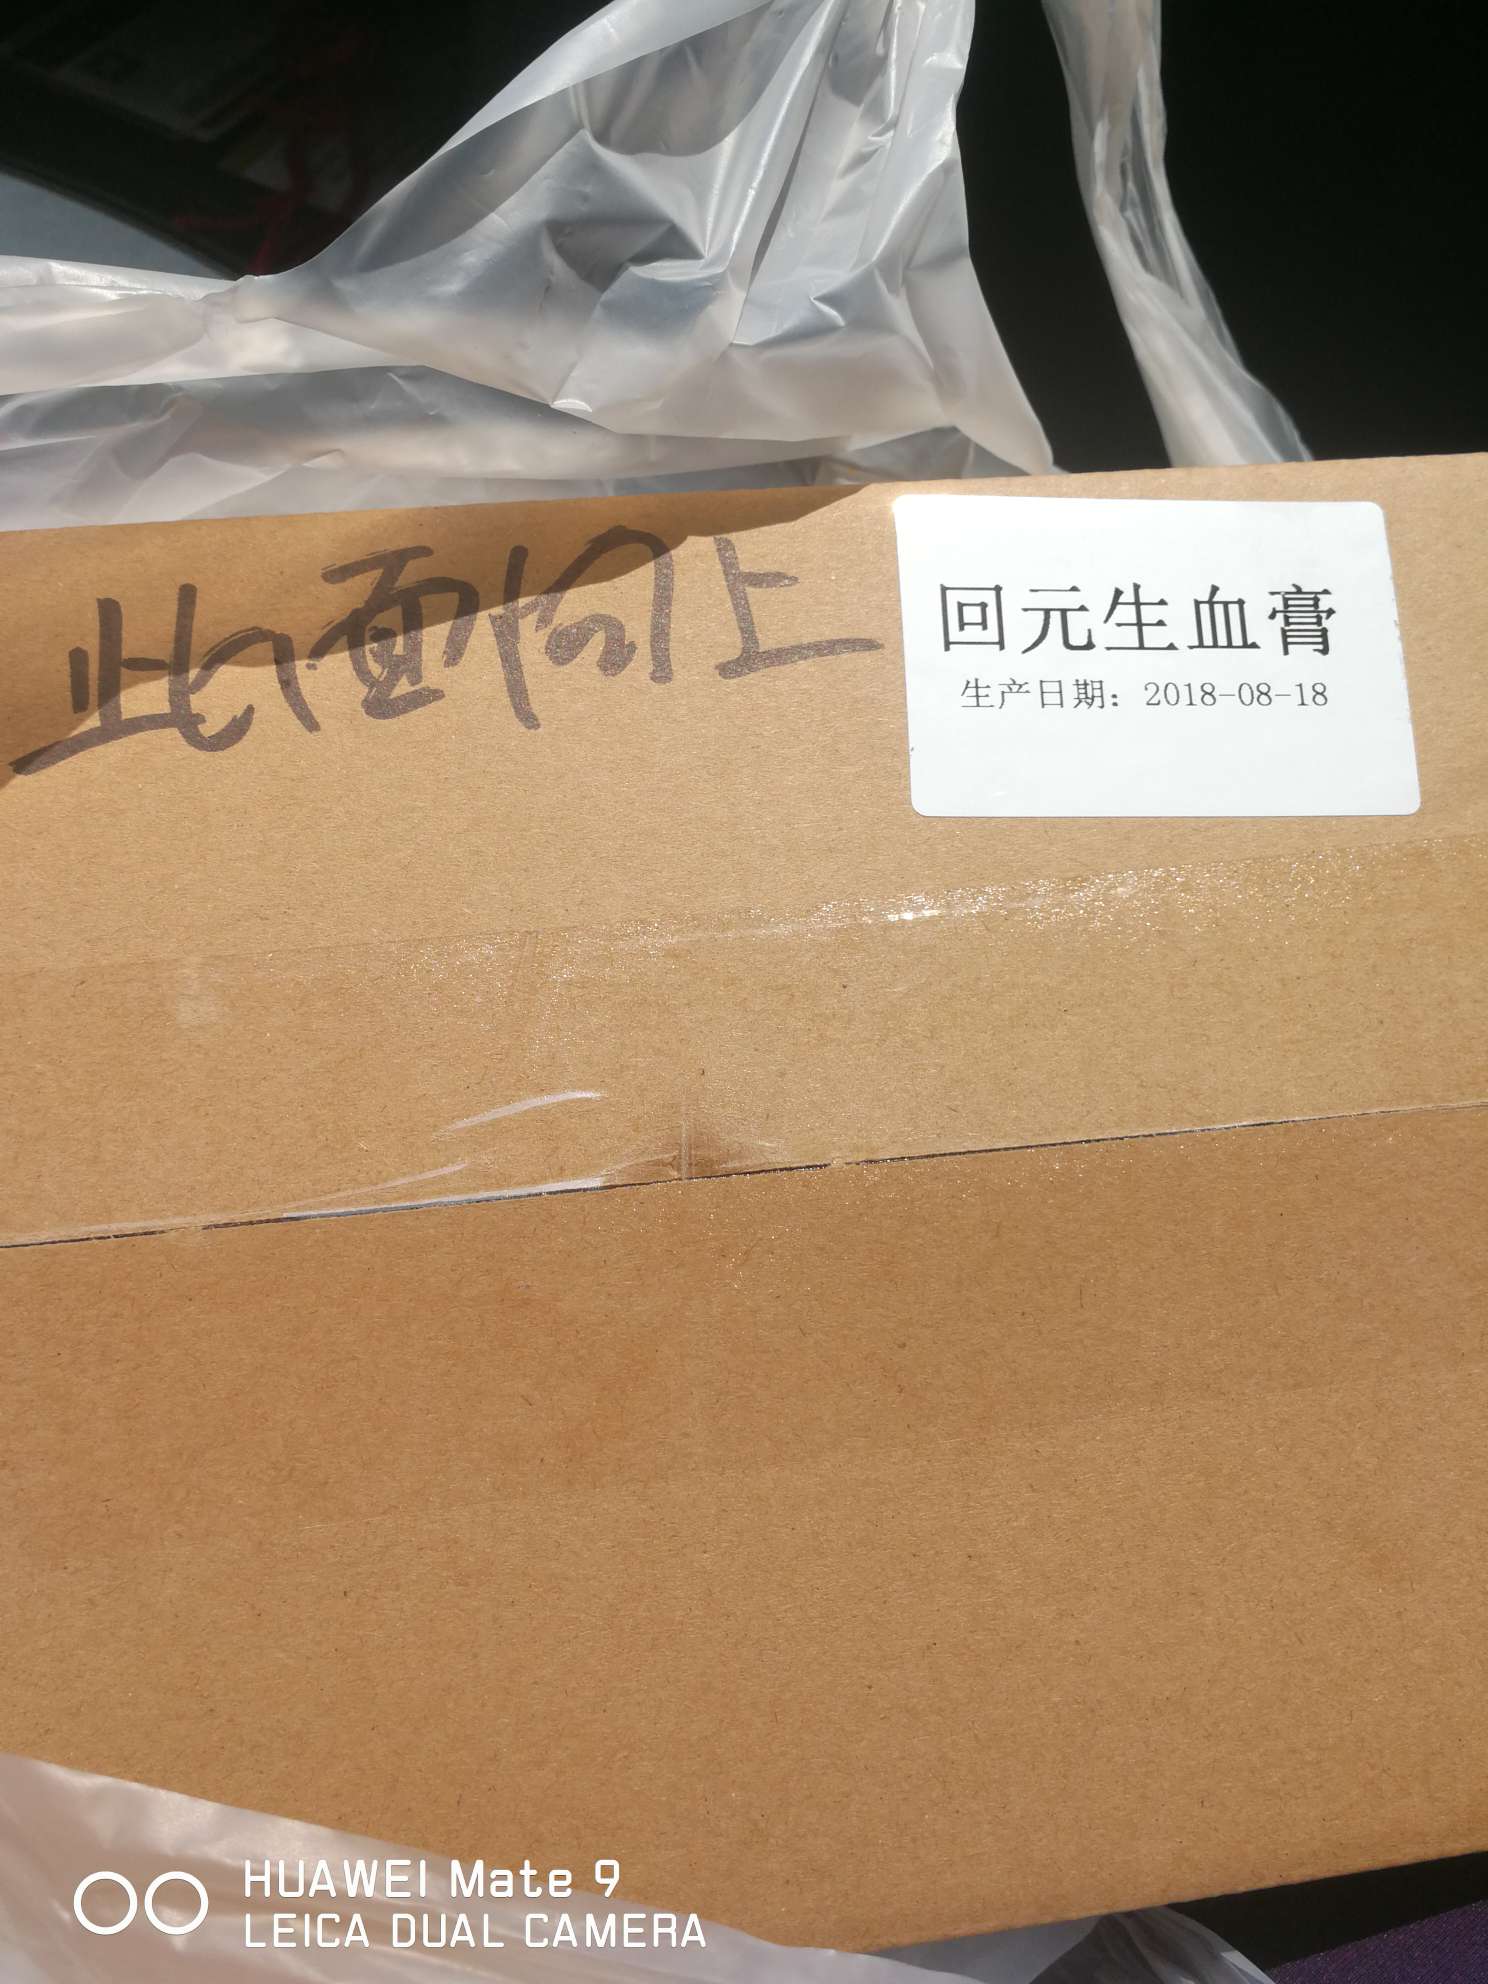 此面向上
回元生血膏
生产日期：2018-08-18
HUAWEI Mate 9
LEICA DUAL CAMERA